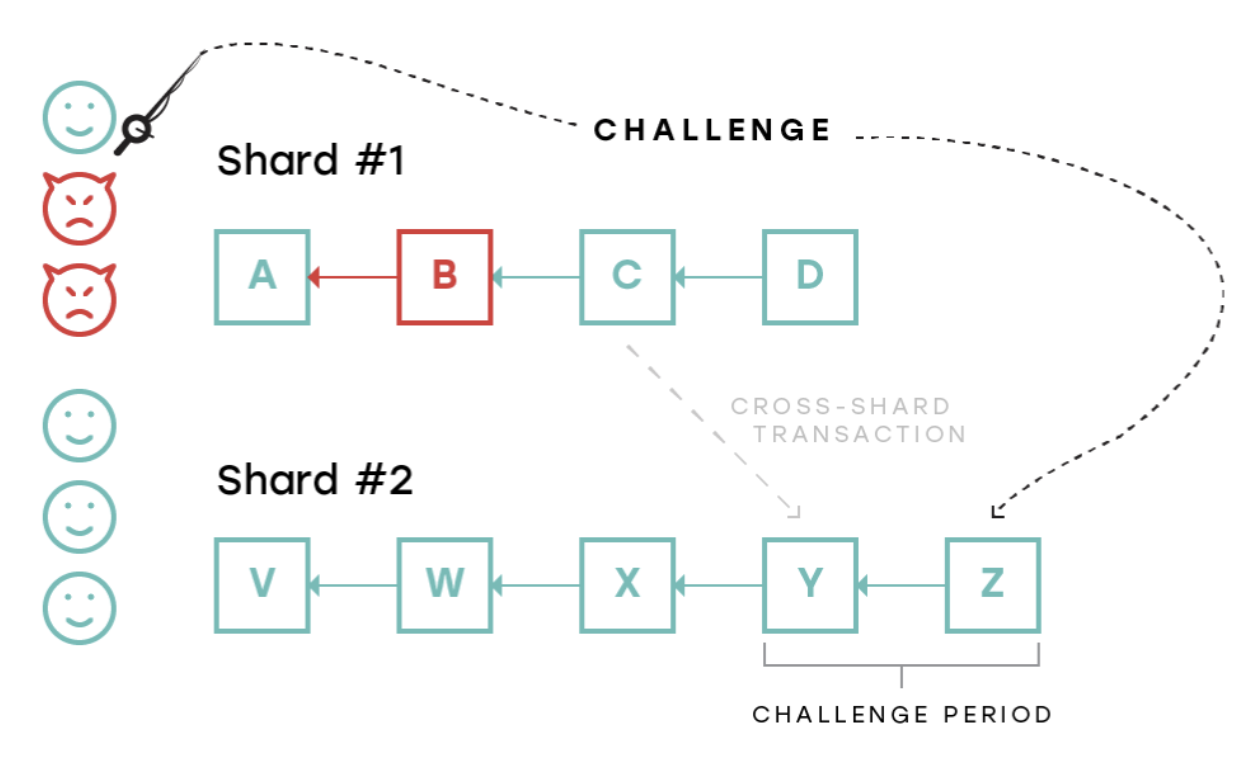 CHALLENGE
Shard #1
A B C D
CROSS-SHARD
TRANSACTION
Shard #2
V W X Y Z
CHALLENGE PERIOD